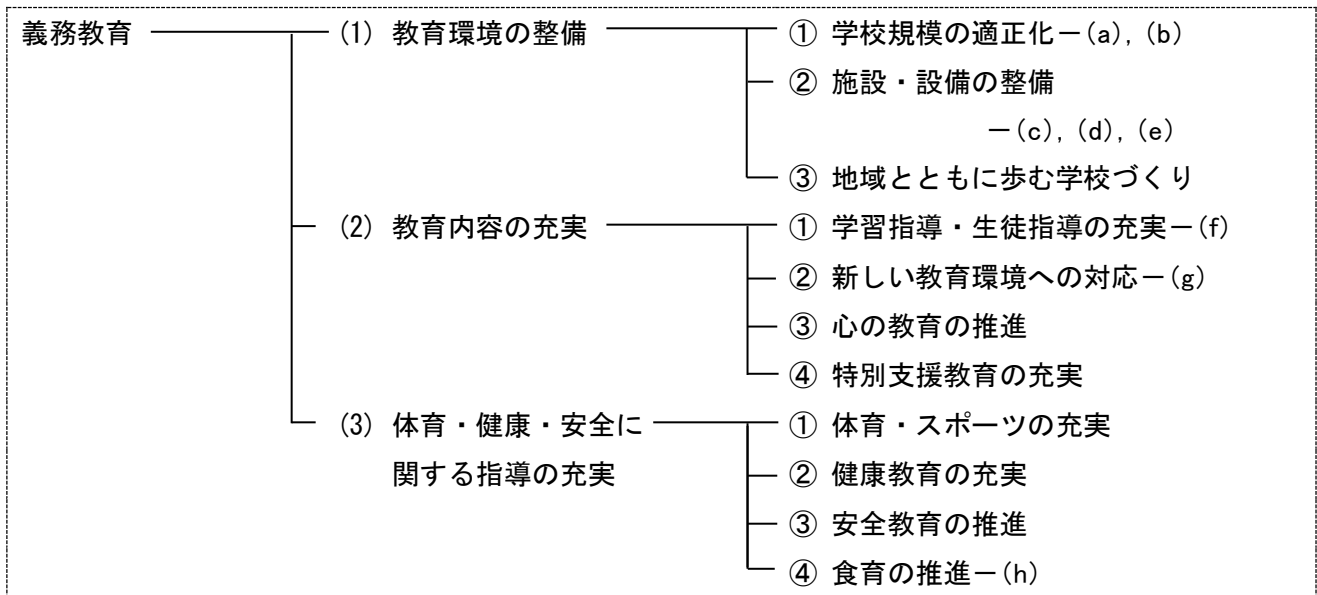 義務教育 (1) 教育環境の整備 ① 学校規模の適正化－(a), (b)
② 施設・設備の整備
－(c), (d), (e)
③ 地域とともに歩む学校づくり
(2) 教育内容の充実 ① 学習指導・生徒指導の充実－(f)
② 新しい教育環境への対応－(g)
③ 心の教育の推進
④ 特別支援教育の充実
(3) 体育・健康・安全に ① 体育・スポーツの充実
関する指導の充実 ② 健康教育の充実
③ 安全教育の推進
④ 食育の推進－(h)